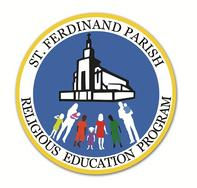 ST. FERDINAND PARISH
RELIGIOUS EDUCATION PROGRAM